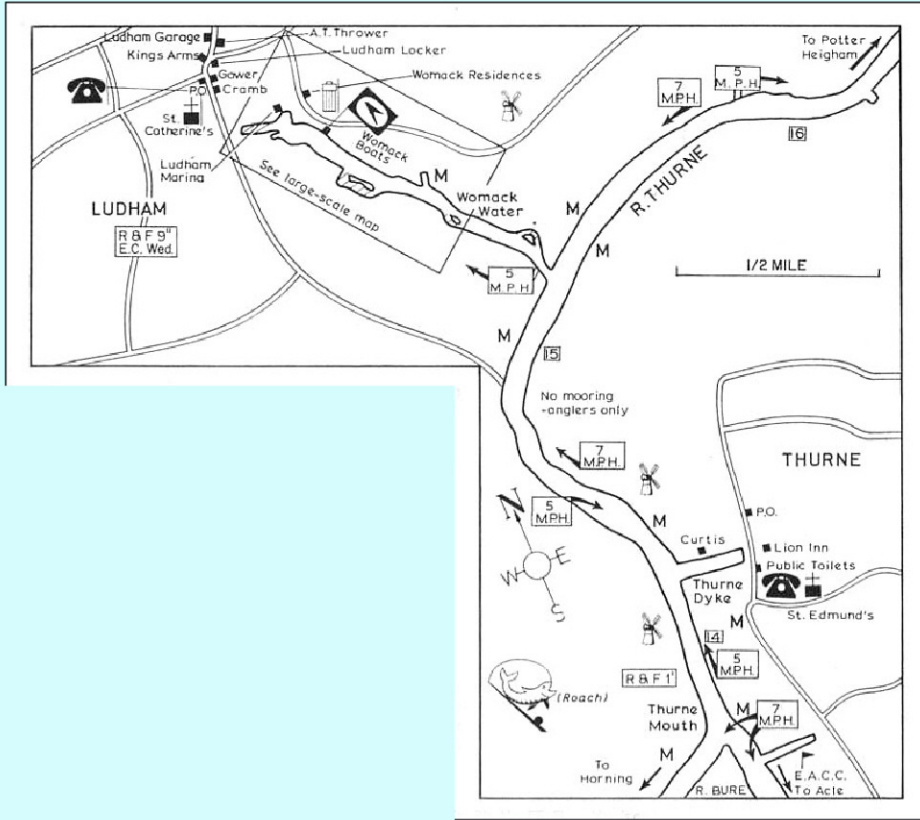 Ludham Garage
A.T. Thrower
Kings Arms
Ludham Locker
Gower
Cromb
P.O.
St.
Catherine's
Womack Residences
Womack
Boats
Ludham
Marina
See large-scale map
M
Womack
Water
LUDHAM
R & F 9"
E.C. Wed.
5
M.P.H
To Potter
Heigham
5
M.P.H.
7
M.P.H.
16
R. THURNE
M
M
1/2 MILE
M
15
No mooring
-anglers only
7
M.P.H.
5
M.P.H.
M
N
W
E
S
THURNE
P.O.
Curtis
Lion Inn
Public Toilets
Thurne
Dyke
St. Edmund's
M
14
5
M.P.H.
R & F 1'
(Roach)
Thurne
Mouth
M
7
M.P.H.
M
To
Horning
R. BURE
E.A.C.C.
To Acle